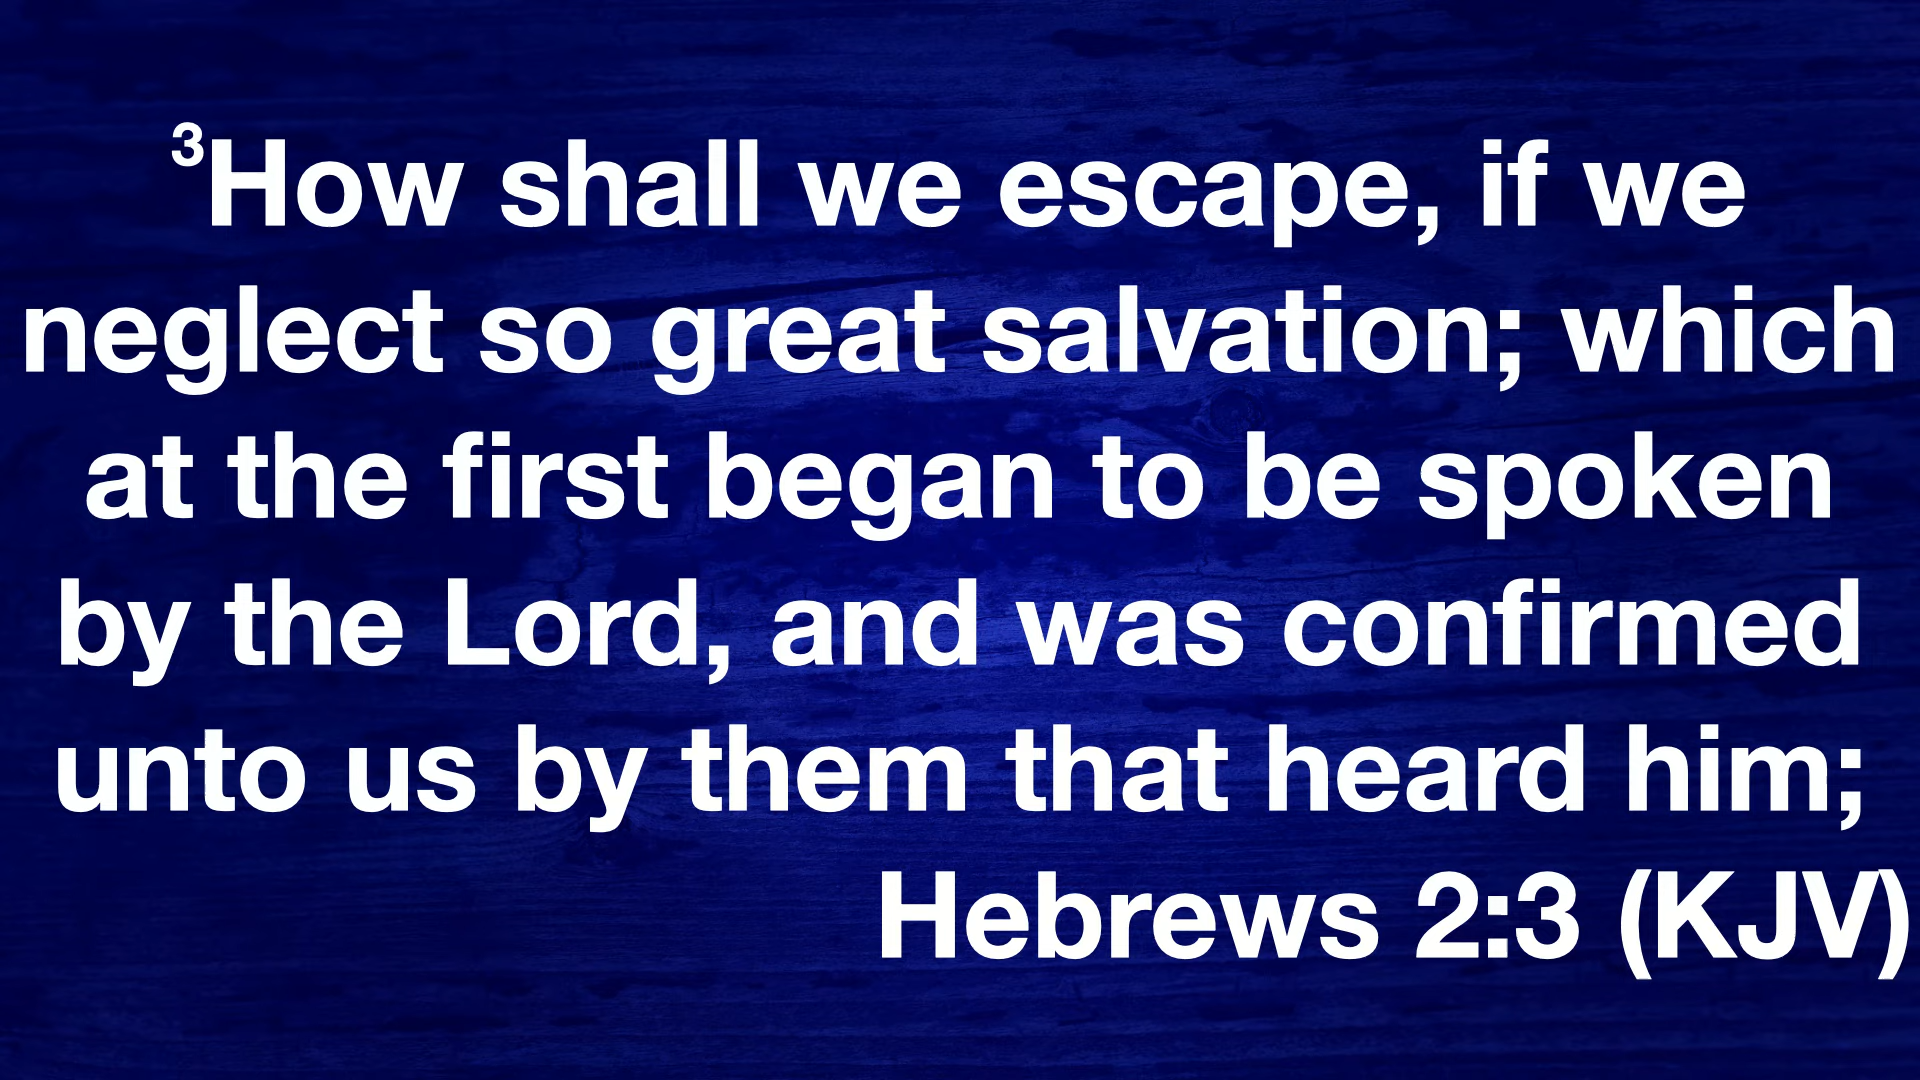 ³How shall we escape, if we
neglect so great salvation; which
at the first began to be spoken
by the Lord, and was confirmed
unto us by them that heard him;
Hebrews 2:3 (KJV)